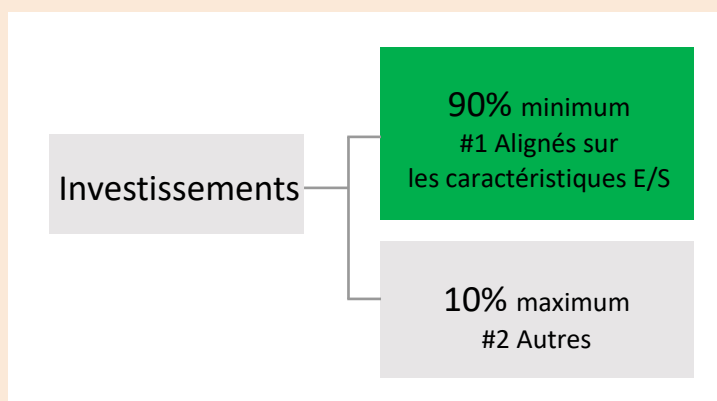 Investissements
90% minimum
#1 Alignés sur
les caractéristiques E/S
10% maximum
#2 Autres